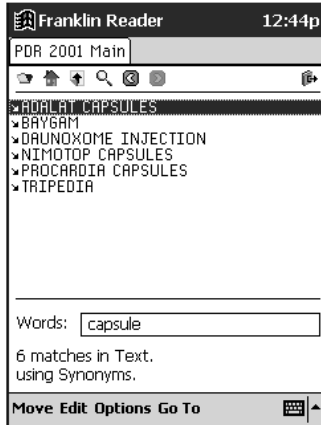 Franklin Reader 12:44p
PDR 2001 Main
ADALAT CAPSULES
BAYGAM
DAUNOXOME INJECTION
NIMOTOP CAPSULES
PROCARDIA CAPSULES
TRIPEDIA
Words: capsule
6 matches in Text.
using Synonyms.
Move Edit Options Go To